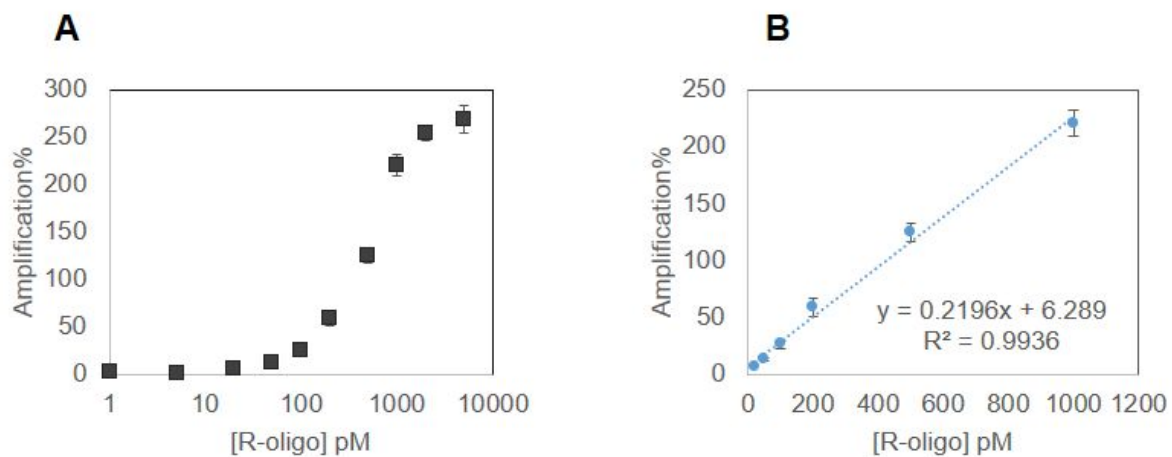 A
300
250
200
150
100
50
0
Amplification%
1 10 100 1000 10000
[R-oligo] pM
B
250
200
150
100
50
0
Amplification%
y = 0.2196x + 6.289
R² = 0.9936
0 200 400 600 800 1000 1200
[R-oligo] pM